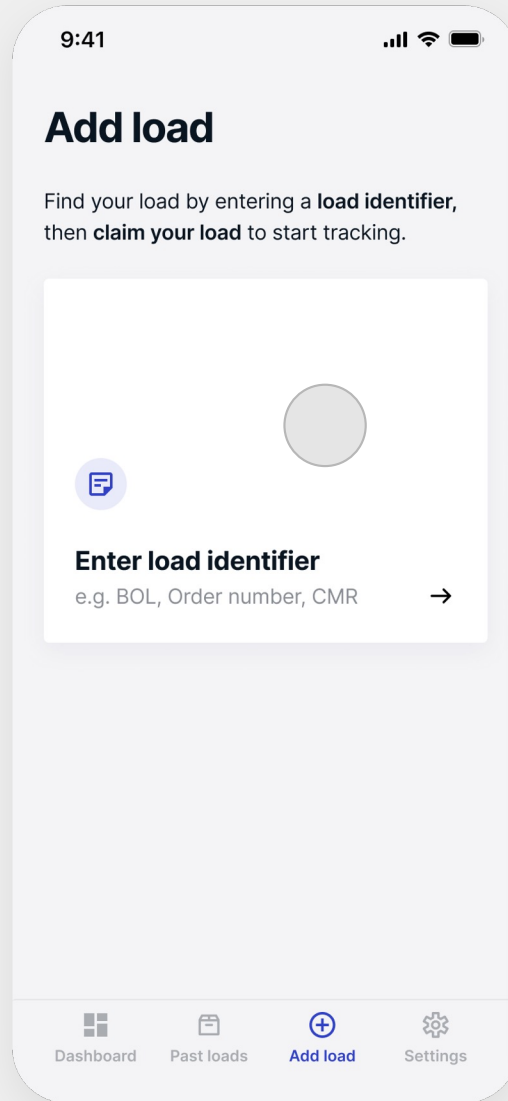 9:41
Add load
Find your load by entering a load identifier,
then claim your load to start tracking.
Enter load identifier
e.g. BOL, Order number, CMR
Dashboard
Past loads
Add load
Settings